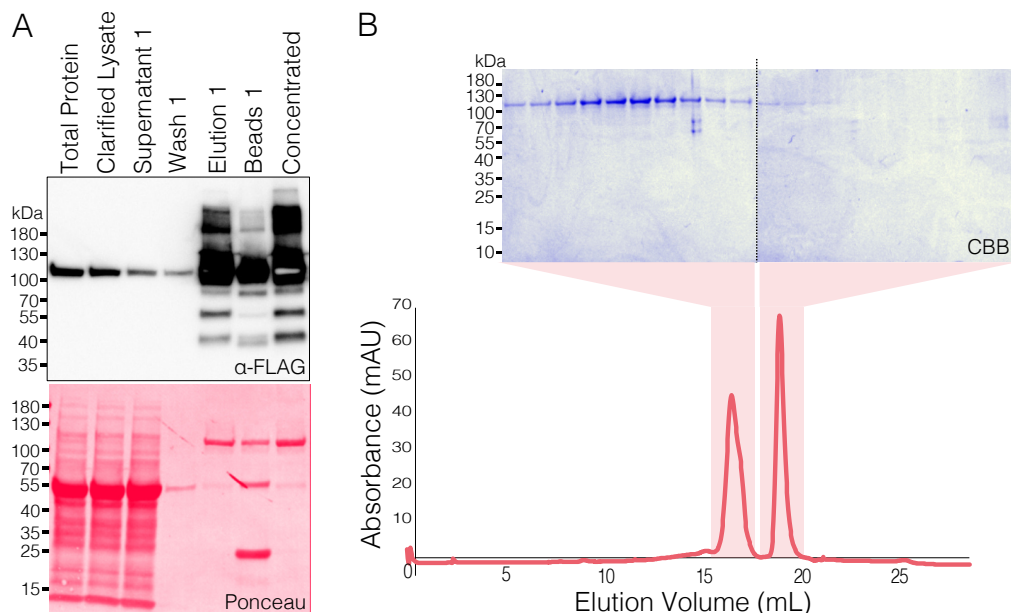 A
Total Protein
Clarified Lysate
Supernatant 1
Wash 1
Elution 1
Beads 1
Concentrated
kDa
180
130
100
70
55
40
35
α-FLAG
180
130
100
70
55
40
35
25
15
Ponceau
B
kDa
180
130
100
70
55
40
35
25
15
10
CBB
70
60
50
40
30
20
10
Absorbance (mAU)
0
5
10
15
20
25
Elution Volume (mL)